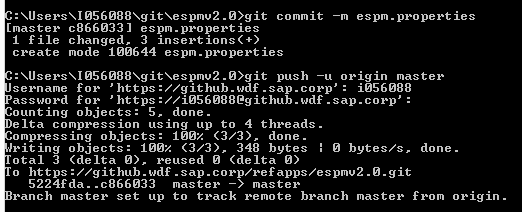 C:\Users\I056088\git\espmv2.0>git commit -m espm.properties
[master c866033] espm.properties
1 file changed, 3 insertions(+)
create mode 100644 espm.properties
C:\Users\I056088\git\espmv2.0>git push -u origin master
Username for 'https://github.wdf.sap.corp': i056088
Password for 'https://i056088@github.wdf.sap.corp':
Counting objects: 5, done.
Delta compression using up to 4 threads.
Compressing objects: 100% (3/3), done.
Writing objects: 100% (3/3), 348 bytes | 0 bytes/s, done.
Total 3 (delta 0), reused 0 (delta 0)
To https://github.wdf.sap.corp/refapps/espmv2.0.git
5224fda..c866033  master -> master
Branch master set up to track remote branch master from origin.